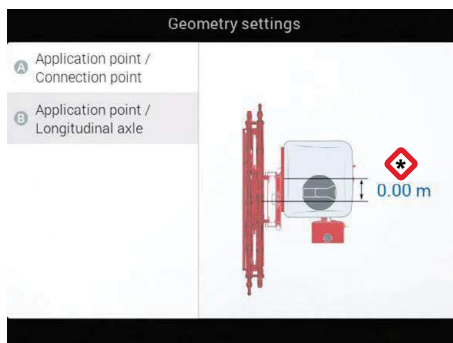 Geometry settings
A Application point /
Connection point
B Application point /
Longitudinal axle
*
0.00 m